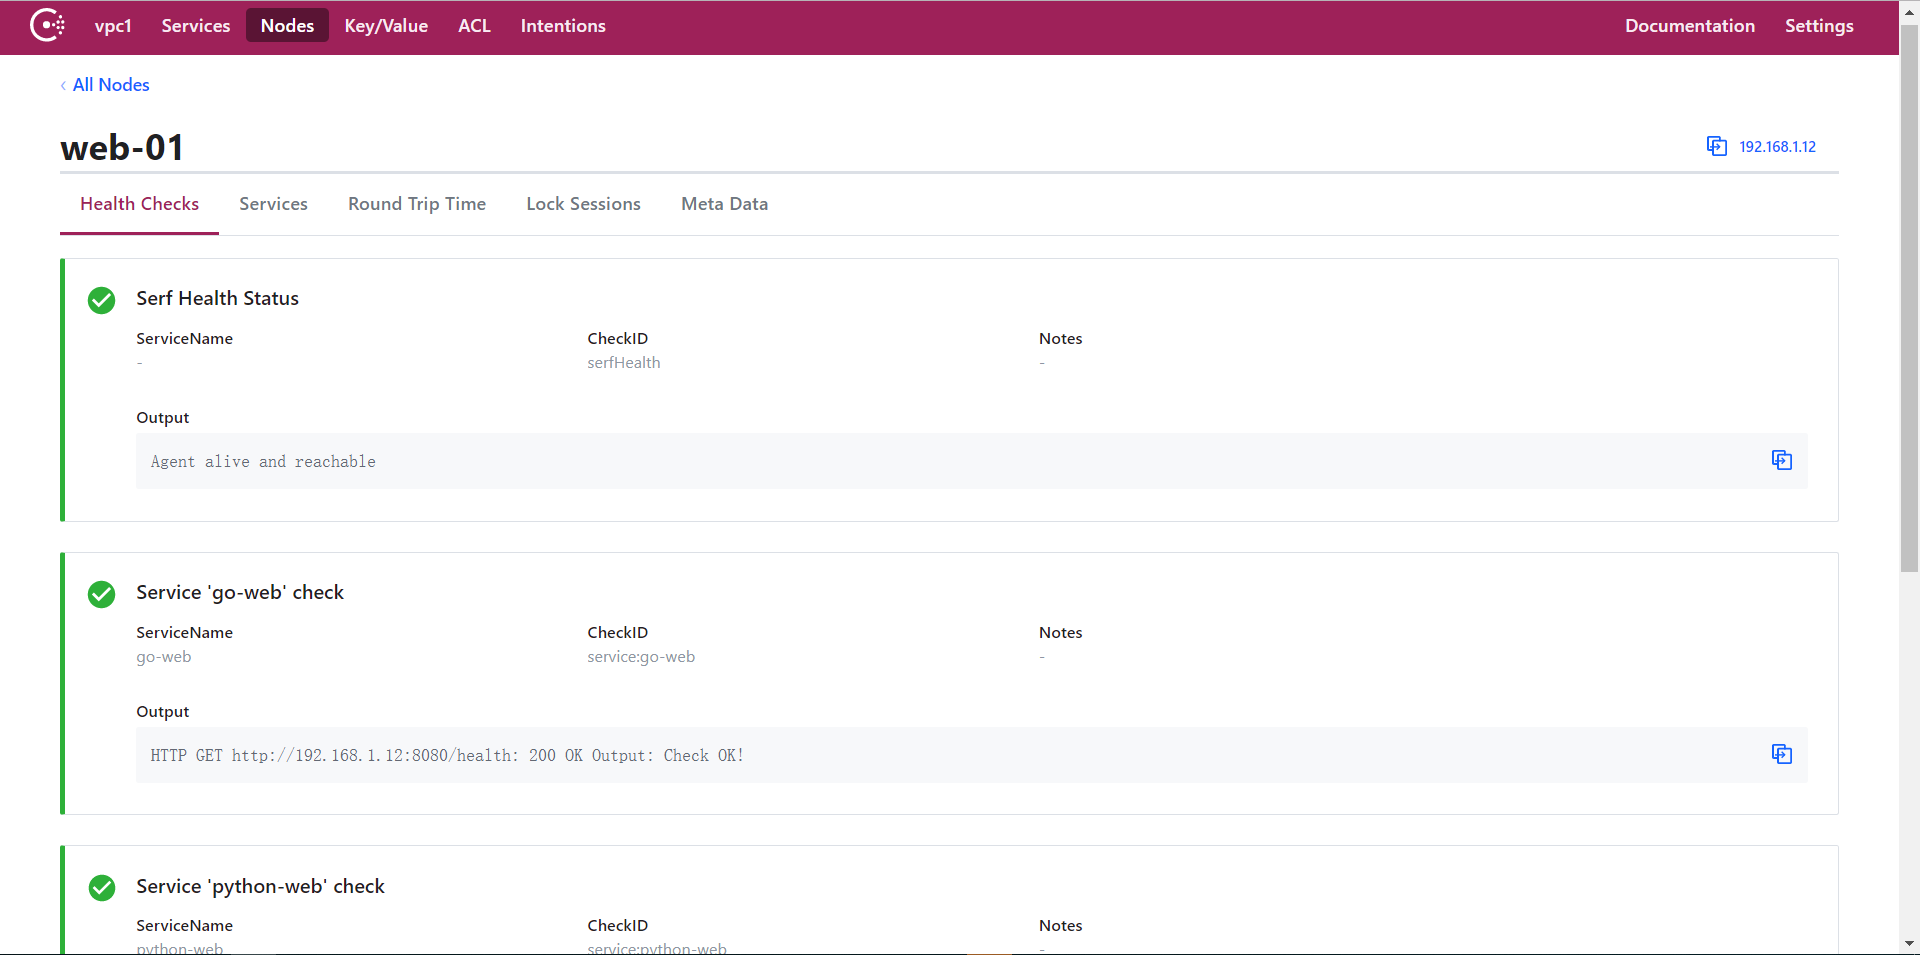 vpc1 Services Nodes Key/Value ACL Intentions Documentation Settings
‹ All Nodes
web-01 192.168.1.12
Health Checks Services Round Trip Time Lock Sessions Meta Data
Serf Health Status
ServiceName CheckID Notes
- serfHealth -
Output
Agent alive and reachable
Service 'go-web' check
ServiceName CheckID Notes
go-web service:go-web -
Output
HTTP GET http://192.168.1.12:8080/health: 200 OK Output: Check OK!
Service 'python-web' check
ServiceName CheckID Notes
python-web service:python-web -